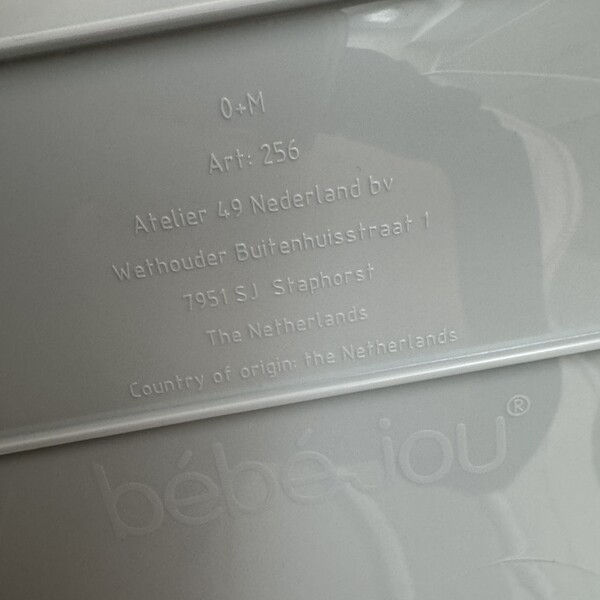 0+M
Art: 256
Atelier 49 Nederland bv
Wethouder Buitenhuisstraat 1
7951 SJ Staphorst
The Netherlands
Country of origin: the Netherlands
bébé-jou®